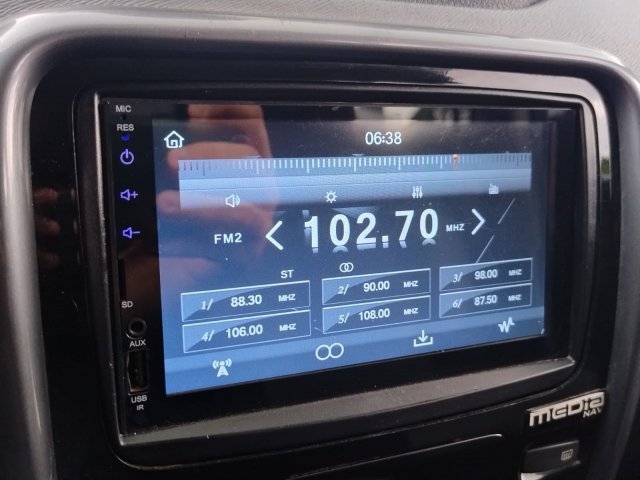 MIC
RES
06:38
FM2 102.70 MHZ
ST
1/ 88.30 MHZ
2/ 90.00 MHZ
3/ 98.00 MHZ
4/ 106.00 MHZ
5/ 108.00 MHZ
6/ 87.50 MHZ
SD
AUX
USB
IR
MEDIA
NAV